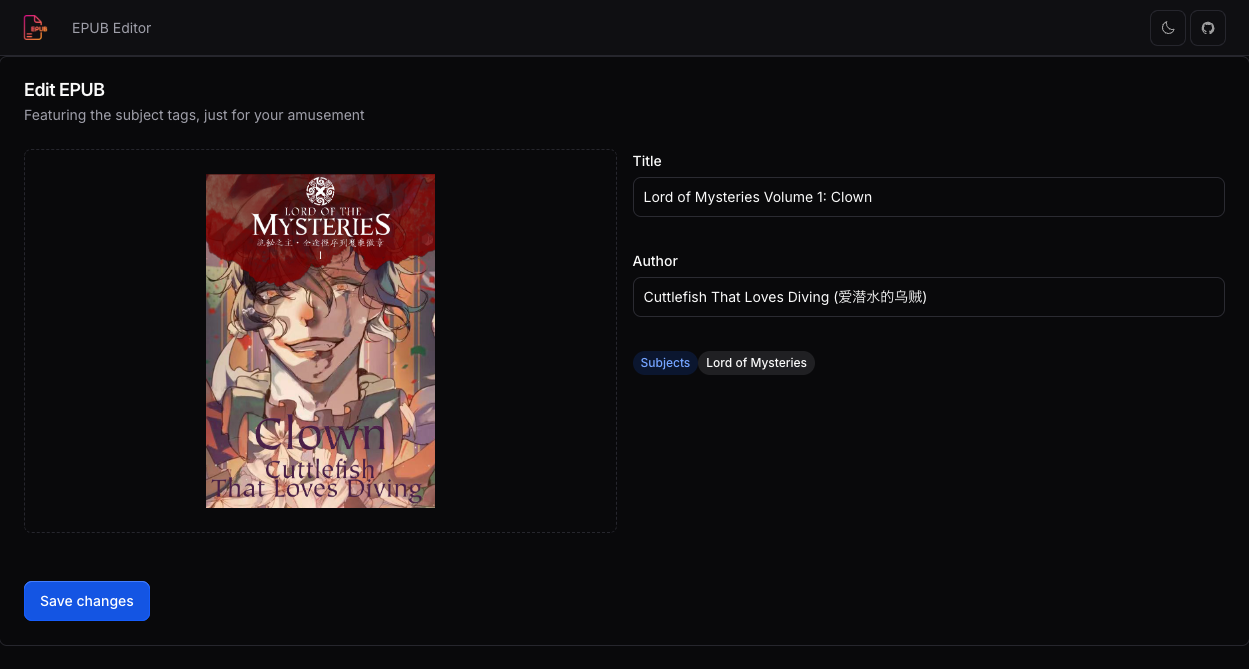 EPUB
EPUB Editor
Edit EPUB
Featuring the subject tags, just for your amusement
LORD OF THE
MYSTERIES
I
Clown
Cuttlefish
That Loves Diving
Title
Lord of Mysteries Volume 1: Clown
Author
Cuttlefish That Loves Diving (爱潜水的乌贼)
Subjects
Lord of Mysteries
Save changes